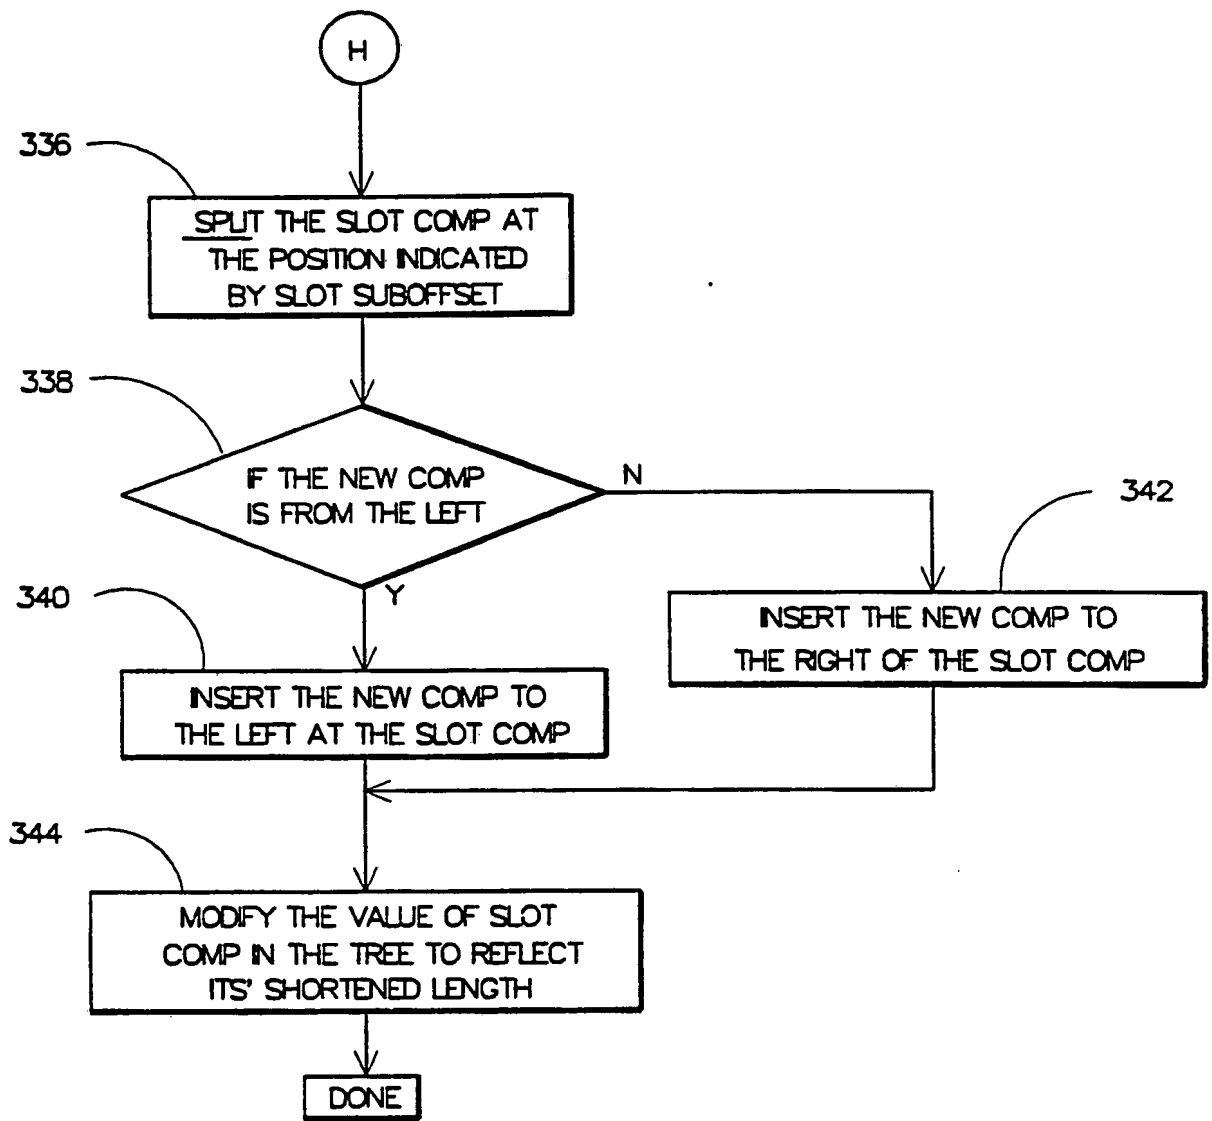 H
336
SPLIT THE SLOT COMP AT
THE POSITION INDICATED
BY SLOT SUBOFFSET
338
IF THE NEW COMP
IS FROM THE LEFT
N
342
Y
340
INSERT THE NEW COMP TO
THE RIGHT OF THE SLOT COMP
INSERT THE NEW COMP TO
THE LEFT AT THE SLOT COMP
344
MODIFY THE VALUE OF SLOT
COMP IN THE TREE TO REFLECT
ITS' SHORTENED LENGTH
DONE